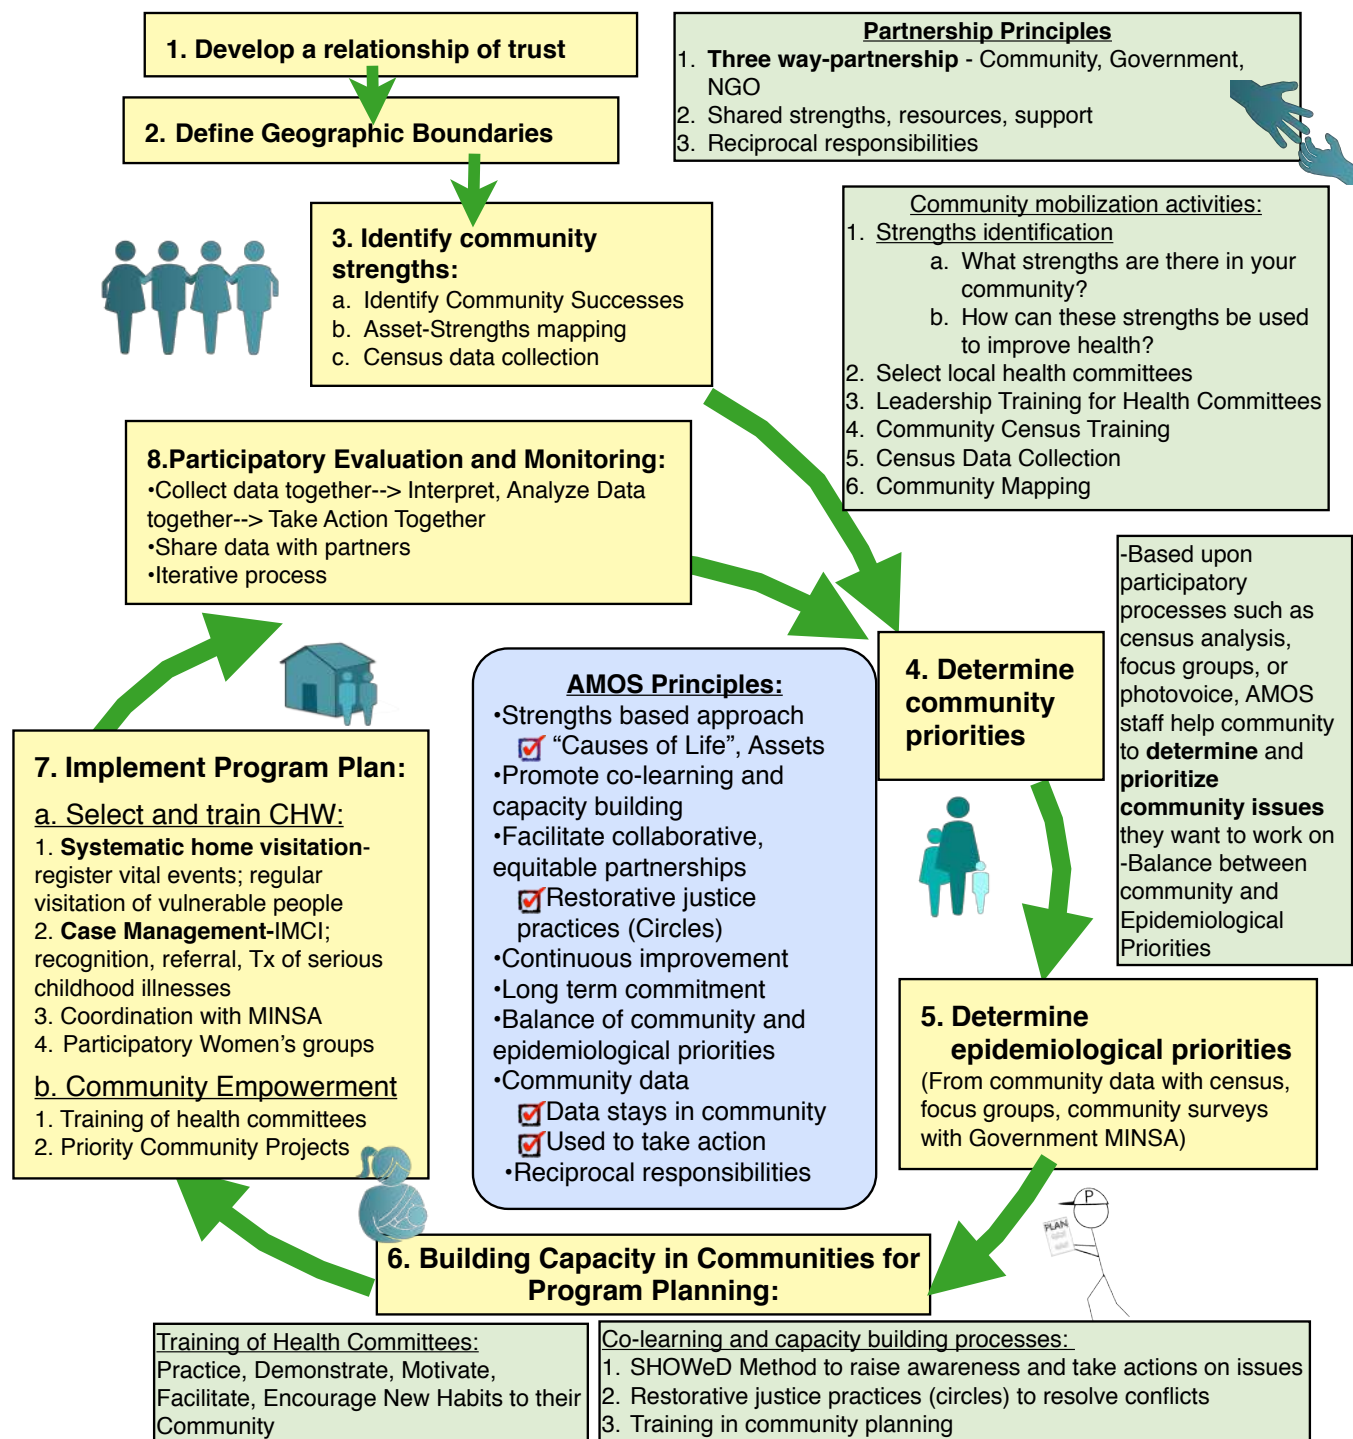 1. Develop a relationship of trust
Partnership Principles
1. Three way-partnership - Community, Government,
NGO
2. Shared strengths, resources, support
3. Reciprocal responsibilities
2. Define Geographic Boundaries
3. Identify community
strengths:
a. Identify Community Successes
b. Asset-Strengths mapping
c. Census data collection
Community mobilization activities:
1. Strengths identification
a. What strengths are there in your
community?
b. How can these strengths be used
to improve health?
2. Select local health committees
3. Leadership Training for Health Committees
4. Community Census Training
5. Census Data Collection
6. Community Mapping
8.Participatory Evaluation and Monitoring:
•Collect data together--> Interpret, Analyze Data
together--> Take Action Together
•Share data with partners
•Iterative process
4. Determine
community
priorities
-Based upon
participatory
processes such as
census analysis,
focus groups, or
photovoice, AMOS
staff help community
to determine and
prioritize
community issues
they want to work on
-Balance between
community and
Epidemiological
Priorities
AMOS Principles:
•Strengths based approach
“Causes of Life”, Assets
•Promote co-learning and
capacity building
•Facilitate collaborative,
equitable partnerships
Restorative justice
practices (Circles)
•Continuous improvement
•Long term commitment
•Balance of community and
epidemiological priorities
•Community data
Data stays in community
Used to take action
•Reciprocal responsibilities
7. Implement Program Plan:
a. Select and train CHW:
1. Systematic home visitation-
register vital events; regular
visitation of vulnerable people
2. Case Management-IMCI;
recognition, referral, Tx of serious
childhood illnesses
3. Coordination with MINSA
4. Participatory Women’s groups
b. Community Empowerment
1. Training of health committees
2. Priority Community Projects
5. Determine
epidemiological priorities
(From community data with census,
focus groups, community surveys
with Government MINSA)
P
PLAN
6. Building Capacity in Communities for
Program Planning:
Training of Health Committees:
Practice, Demonstrate, Motivate,
Facilitate, Encourage New Habits to their
Community
Co-learning and capacity building processes:
1. SHOWeD Method to raise awareness and take actions on issues
2. Restorative justice practices (circles) to resolve conflicts
3. Training in community planning